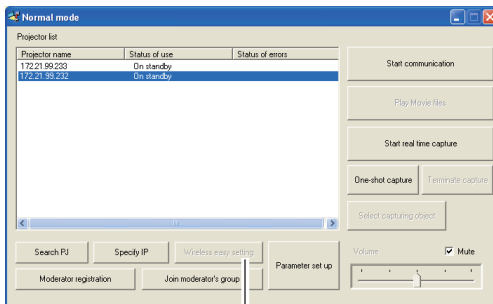 Normal mode
Projector list
Projector name Status of use Status of errors
172.21.99.233 On standby
172.21.99.232 On standby
Start communication
Play Movie files
Start real time capture
One-shot capture Terminate capture
Select capturing object
Search PJ Specify IP Wireless easy setting
Parameter set up
Volume Mute
Moderator registration Join moderator's group